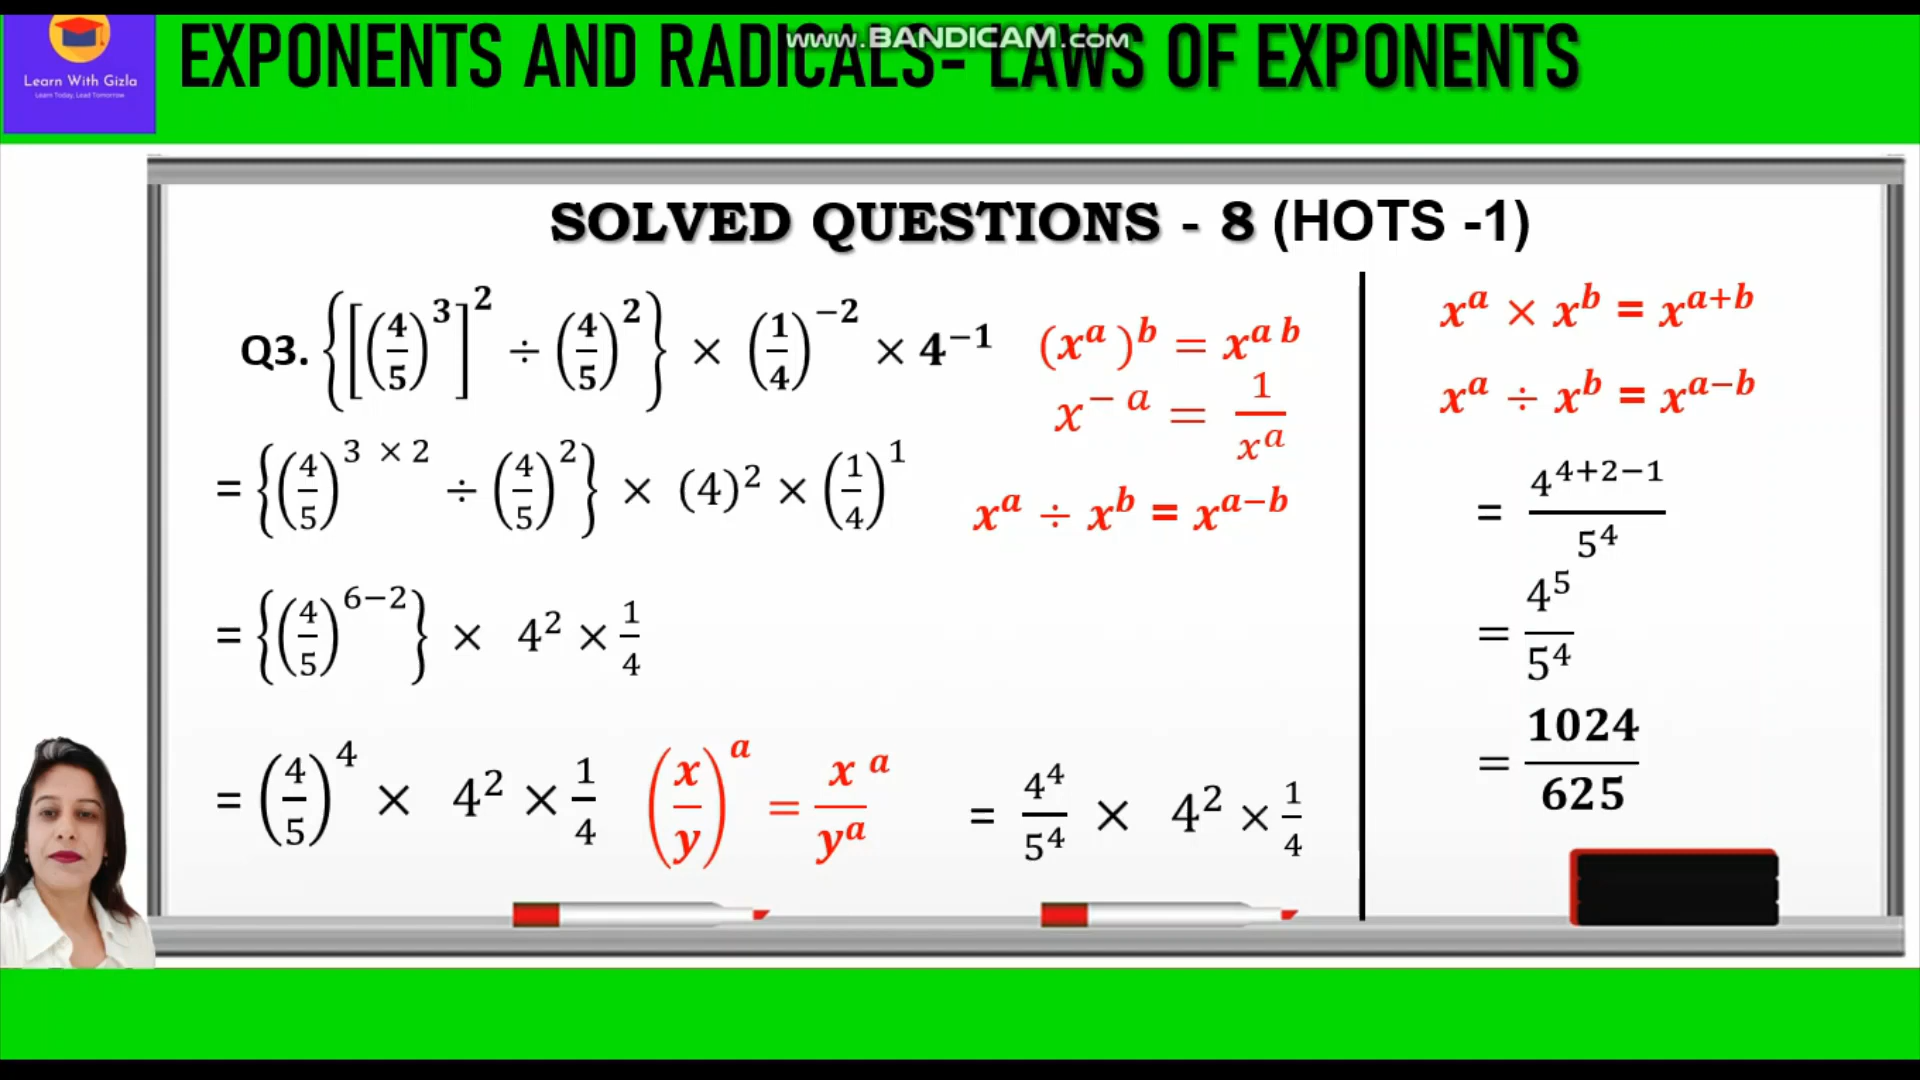 www.BANDICAM.com
EXPONENTS AND RADICALS- LAWS OF EXPONENTS
Learn With Gizla
Learn Today, Lead Tomorrow
SOLVED QUESTIONS - 8 (HOTS -1)
Q3. {[(4/5)^3]^2 ÷ (4/5)^2} × (1/4)^−2 × 4^−1
(x^a)^b = x^ab
x^−a = 1/x^a
= {(4/5)^3 × 2 ÷ (4/5)^2} × (4)^2 × (1/4)^1
x^a ÷ x^b = x^a−b
= {(4/5)^6−2} × 4^2 × 1/4
= (4/5)^4 × 4^2 × 1/4
(x/y)^a = x^a/y^a
= 4^4/5^4 × 4^2 × 1/4
x^a × x^b = x^a+b
x^a ÷ x^b = x^a−b
= 4^4+2−1/5^4
= 4^5/5^4
= 1024/625